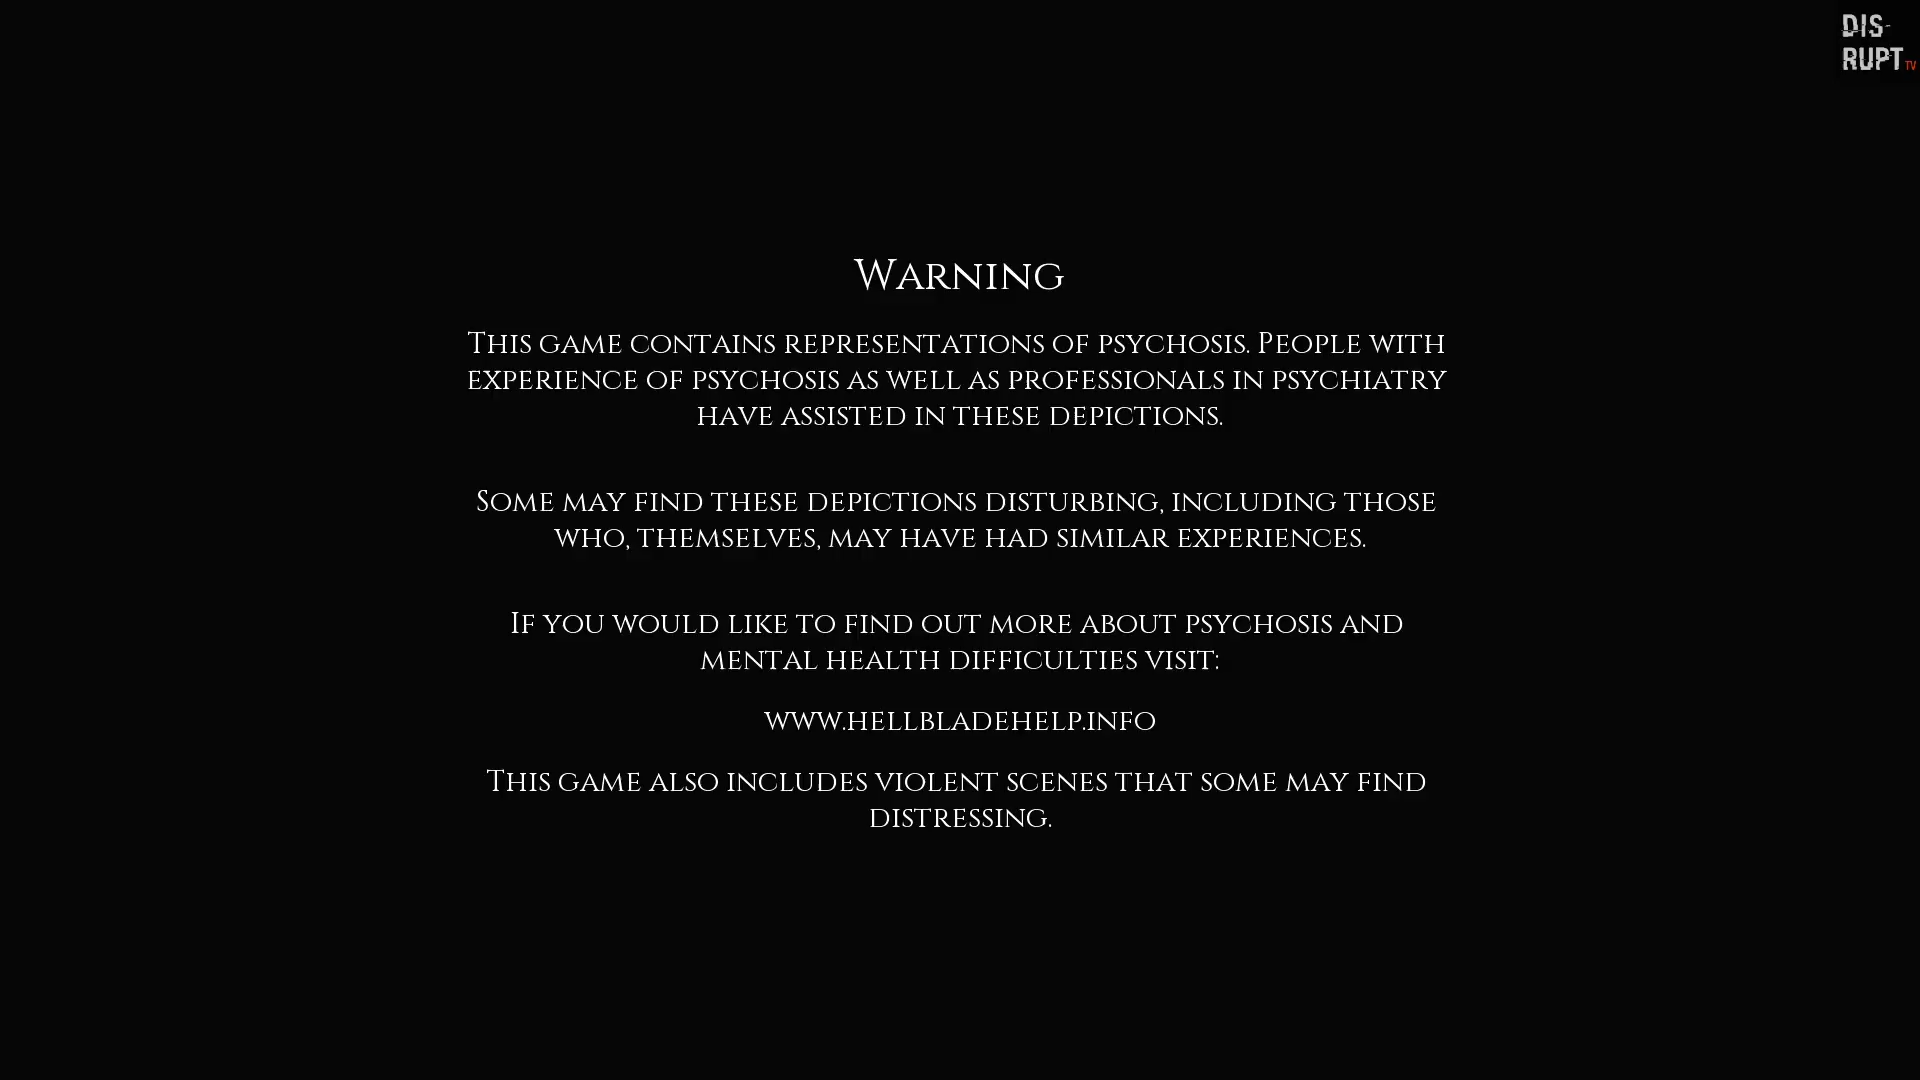 DIS-
RUPT TV
Warning
This game contains representations of psychosis. People with
experience of psychosis as well as professionals in psychiatry
have assisted in these depictions.
Some may find these depictions disturbing, including those
who, themselves, may have had similar experiences.
If you would like to find out more about psychosis and
mental health difficulties visit:
www.hellbladehelp.info
This game also includes violent scenes that some may find
distressing.